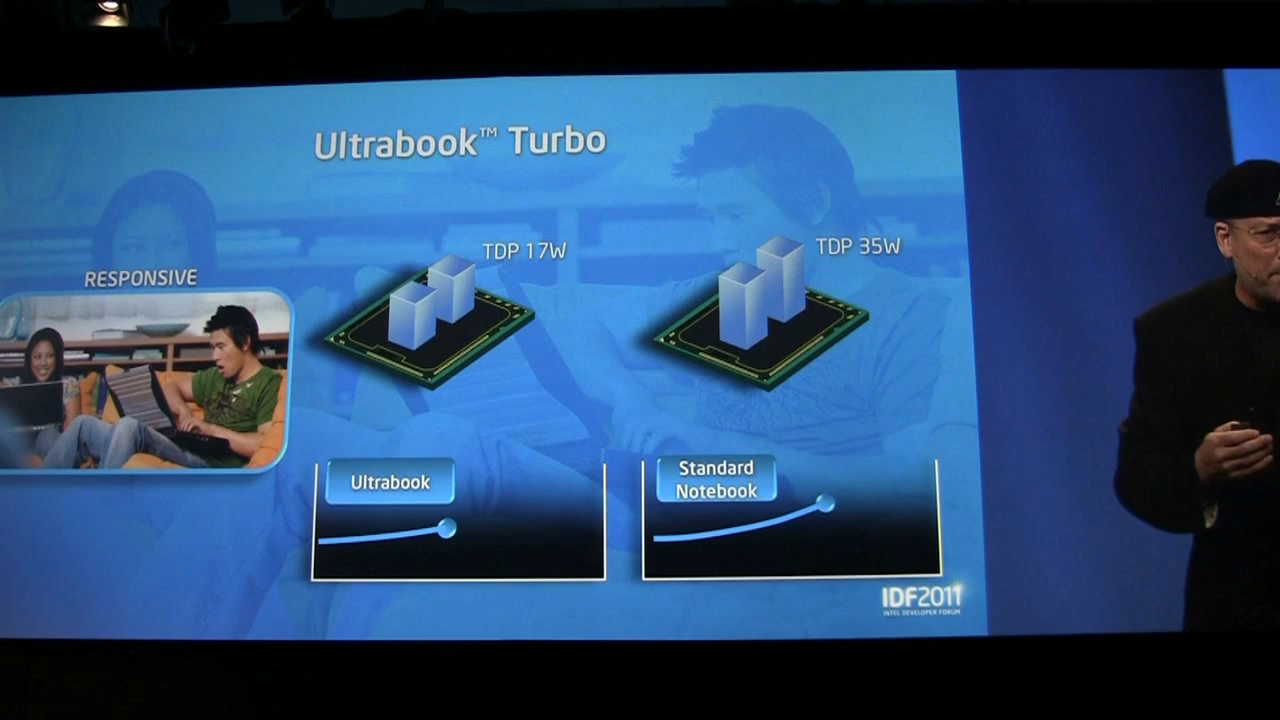 Ultrabook™ Turbo
RESPONSIVE
TDP 17W
TDP 35W
Ultrabook
Standard
Notebook
IDF2011
INTEL DEVELOPER FORUM